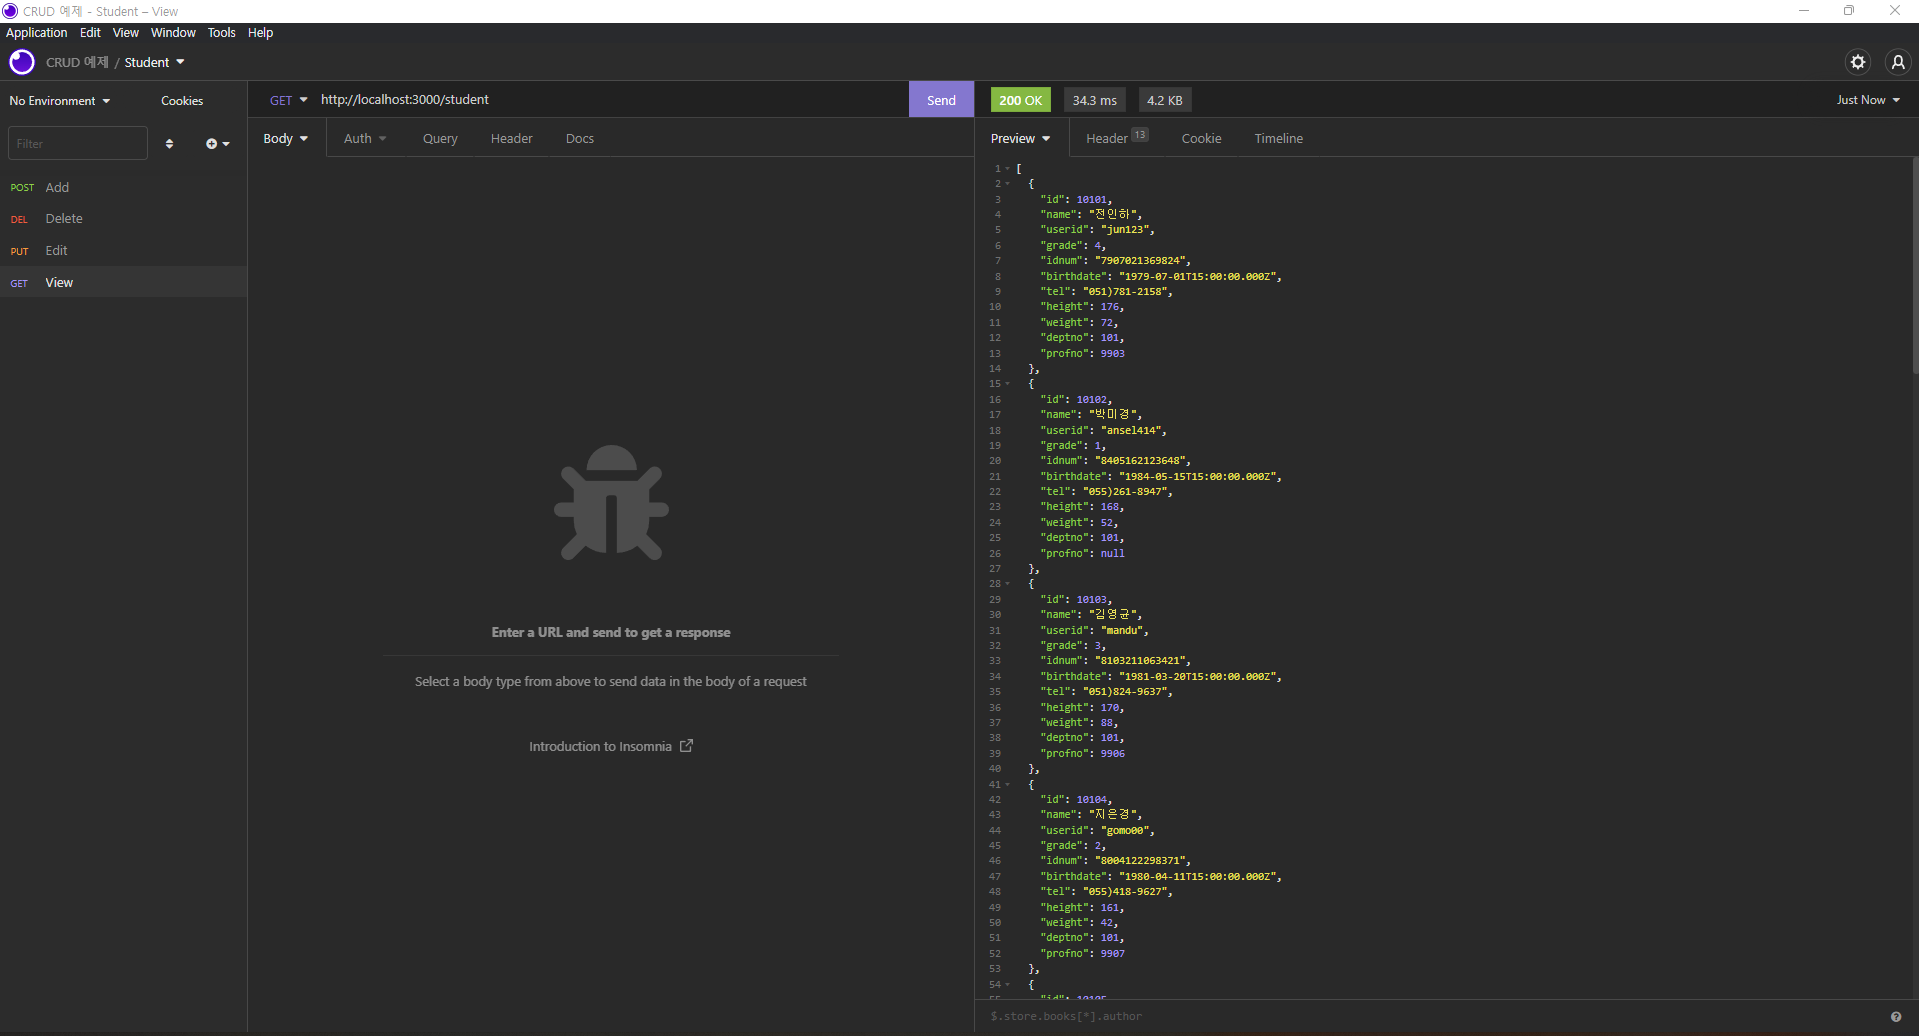 CRUD 예제 - Student – View
Application Edit View Window Tools Help
CRUD 예제 / Student
No Environment Cookies
Filter
POST Add
DEL Delete
PUT Edit
GET View
GET http://localhost:3000/student Send
Body Auth Query Header Docs
Enter a URL and send to get a response
Select a body type from above to send data in the body of a request
Introduction to Insomnia
200 OK 34.3 ms 4.2 KB Just Now
Preview Header 13 Cookie Timeline
1 [
2 {
3 "id": 10101,
4 "name": "전인하",
5 "userid": "jun123",
6 "grade": 4,
7 "idnum": "7907021369824",
8 "birthdate": "1979-07-01T15:00:00.000Z",
9 "tel": "051)781-2158",
10 "height": 176,
11 "weight": 72,
12 "deptno": 101,
13 "profno": 9903
14 },
15 {
16 "id": 10102,
17 "name": "박미경",
18 "userid": "ansel414",
19 "grade": 1,
20 "idnum": "8405162123648",
21 "birthdate": "1984-05-15T15:00:00.000Z",
22 "tel": "055)261-8947",
23 "height": 168,
24 "weight": 52,
25 "deptno": 101,
26 "profno": null
27 },
28 {
29 "id": 10103,
30 "name": "김영균",
31 "userid": "mandu",
32 "grade": 3,
33 "idnum": "8103211063421",
34 "birthdate": "1981-03-20T15:00:00.000Z",
35 "tel": "051)824-9637",
36 "height": 170,
37 "weight": 88,
38 "deptno": 101,
39 "profno": 9906
40 },
41 {
42 "id": 10104,
43 "name": "지은경",
44 "userid": "gomo00",
45 "grade": 2,
46 "idnum": "8004122298371",
47 "birthdate": "1980-04-11T15:00:00.000Z",
48 "tel": "055)418-9627",
49 "height": 161,
50 "weight": 42,
51 "deptno": 101,
52 "profno": 9907
53 },
54 {
55 "id": 10105
$.store.books[*].author